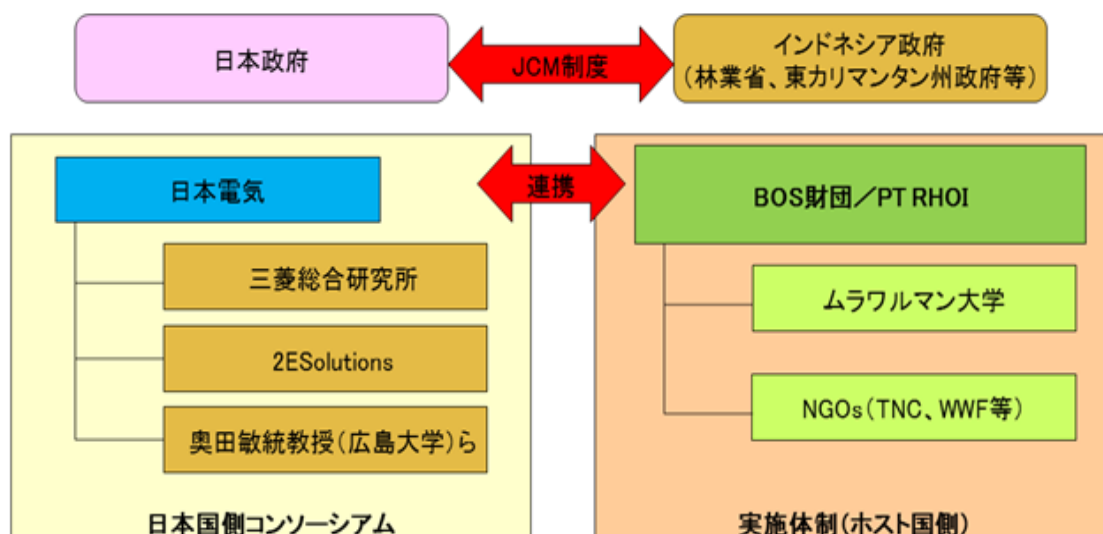 日本政府
JCM制度
インドネシア政府
(林業省、東カリマンタン州政府等)
日本電気
連携
BOS財団/PT RHOI
三菱総合研究所
2ESolutions
奥田敏統教授(広島大学)ら
日本国側コンソーシアム
ムラワルマン大学
NGOs(TNC、WWF等)
実施体制(ホスト国側)